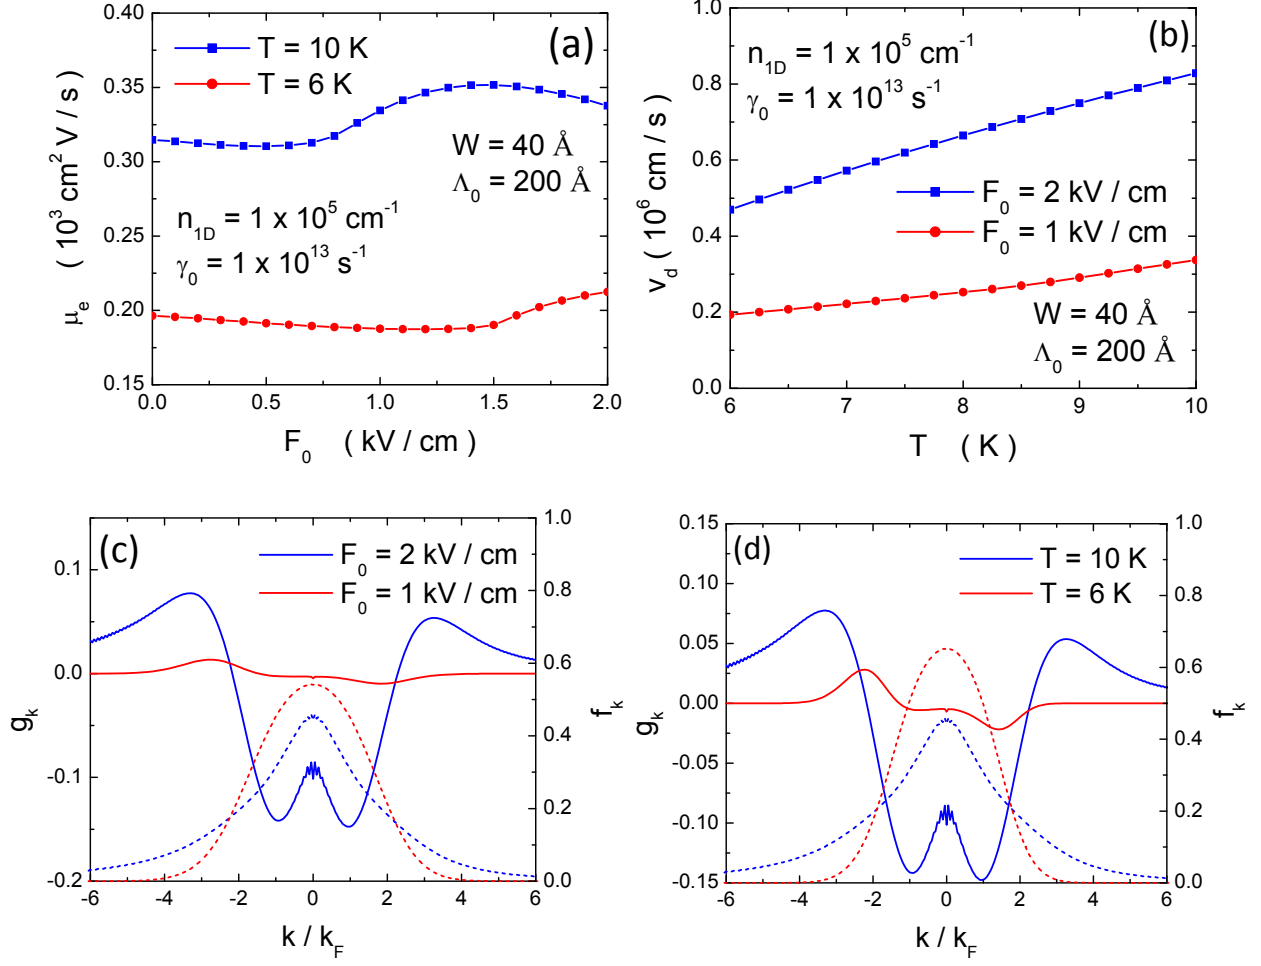 (a)
T = 10 K
T = 6 K
W = 40 Å
Λ₀ = 200 Å
n₁D = 1 x 10⁵ cm⁻¹
γ₀ = 1 x 10¹³ s⁻¹
0.40
0.35
0.30
0.25
0.20
0.15
μₑ ( 10³ cm² V / s )
0.0 0.5 1.0 1.5 2.0
F₀ ( kV / cm )
(b)
n₁D = 1 x 10⁵ cm⁻¹
γ₀ = 1 x 10¹³ s⁻¹
F₀ = 2 kV / cm
F₀ = 1 kV / cm
W = 40 Å
Λ₀ = 200 Å
1.0
0.8
0.6
0.4
0.2
0.0
v_d ( 10⁶ cm / s )
6 7 8 9 10
T ( K )
(c)
F₀ = 2 kV / cm
F₀ = 1 kV / cm
0.1
0.0
-0.1
-0.2
g_k
1.0
0.8
0.6
0.4
0.2
0.0
f_k
-6 -4 -2 0 2 4 6
k / k_F
(d)
T = 10 K
T = 6 K
0.15
0.10
0.05
0.00
-0.05
-0.10
-0.15
g_k
1.0
0.8
0.6
0.4
0.2
0.0
f_k
-6 -4 -2 0 2 4 6
k / k_F